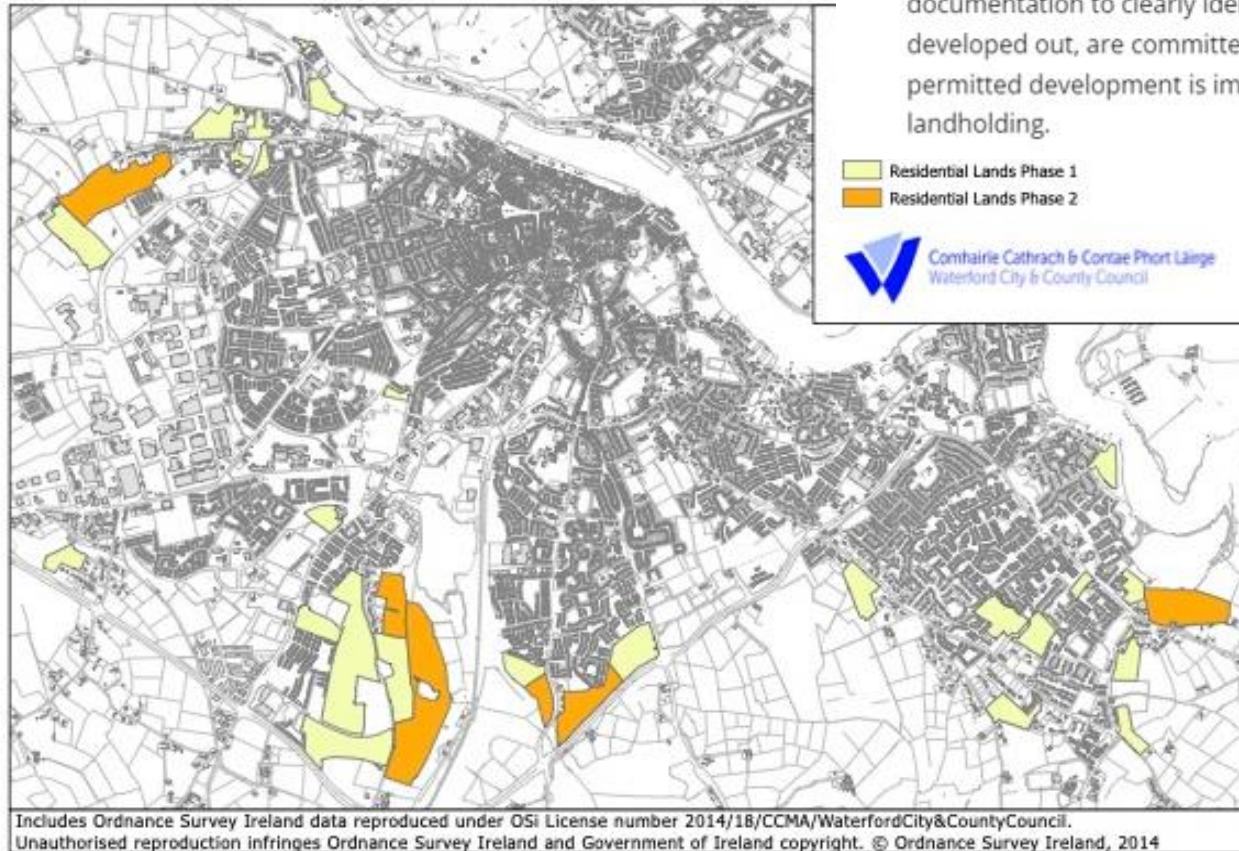 documentation to clearly ide
developed out, are committe
permitted development is im
landholding.
Residential Lands Phase 1
Residential Lands Phase 2
Comhairle Cathrach & Contae Phort Láirge
Waterford City & County Council
Includes Ordnance Survey Ireland data reproduced under OSi License number 2014/18/CCMA/WaterfordCity&CountyCouncil.
Unauthorised reproduction infringes Ordnance Survey Ireland and Government of Ireland copyright. © Ordnance Survey Ireland, 2014